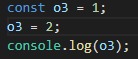 const o3 = 1;
o3 = 2;
console.log(o3);